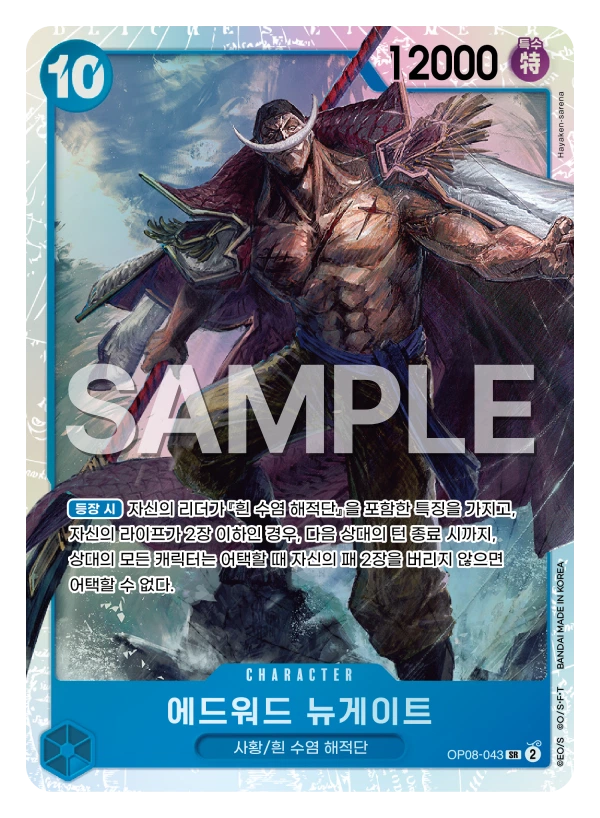 10
12000
특수
特
Hayaken-sarena
SAMPLE
등장 시 자신의 리더가 『흰 수염 해적단』을 포함한 특징을 가지고,
자신의 라이프가 2장 이하인 경우, 다음 상대의 턴 종료 시까지,
상대의 모든 캐릭터는 어택할 때 자신의 패 2장을 버리지 않으면
어택할 수 없다.
©EO/S ©O/S·F·T BANDAI MADE IN KOREA
CHARACTER
에드워드 뉴게이트
사황/흰 수염 해적단
OP08-043 SR 2